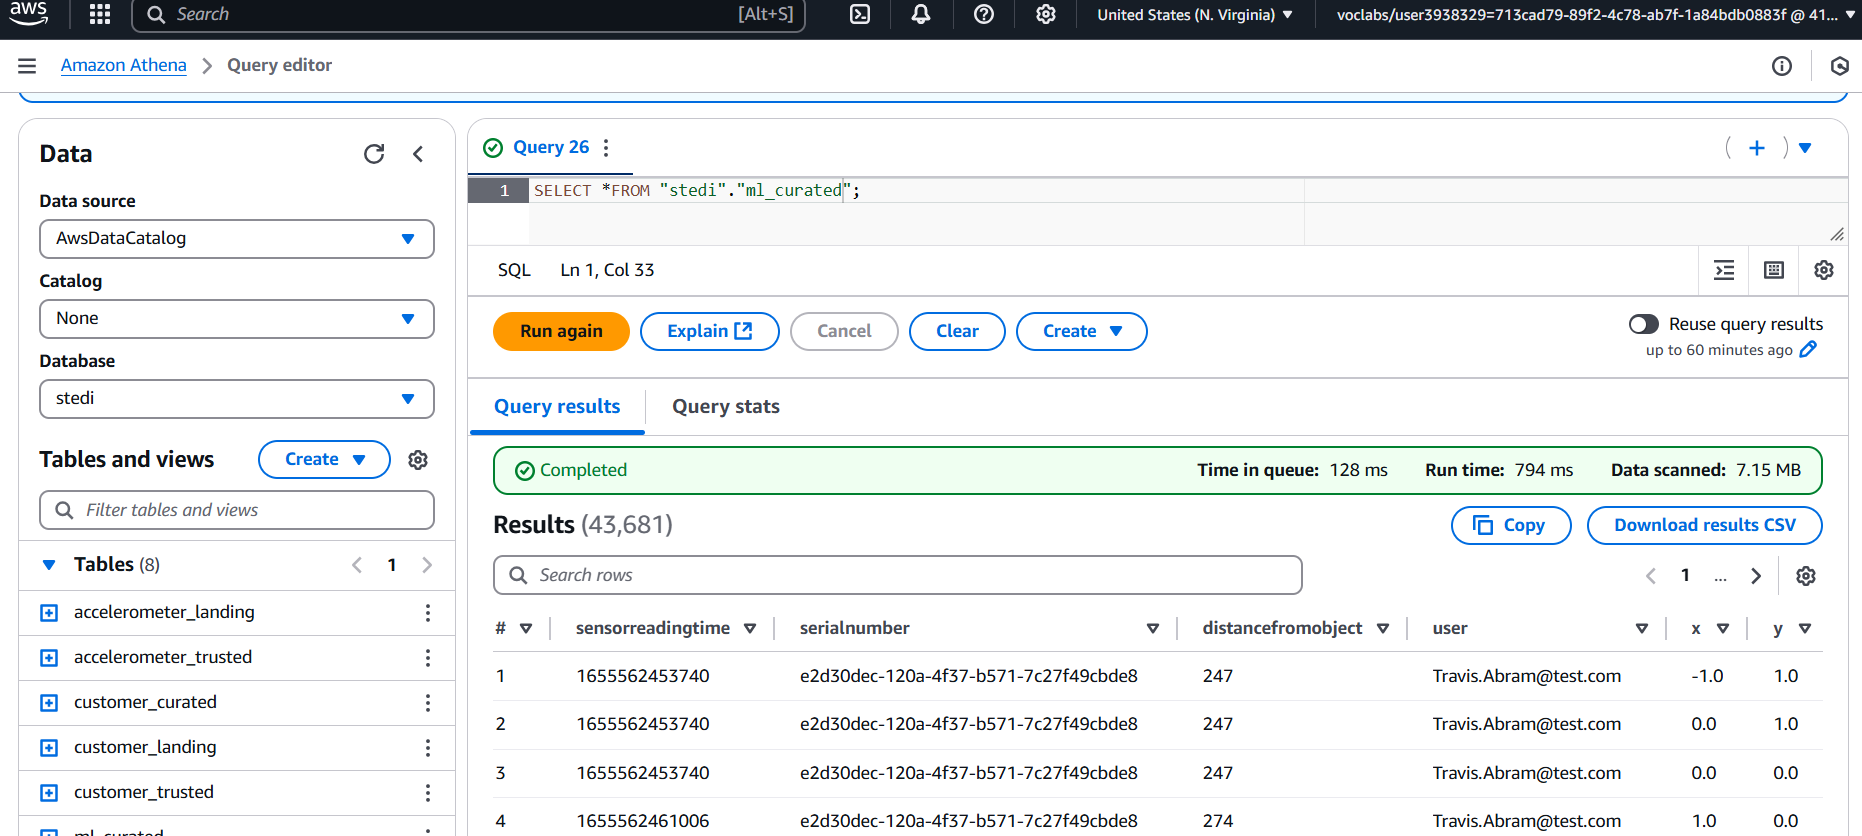 aws
Search [Alt+S] United States (N. Virginia) voclabs/user3938329=713cad79-89f2-4c78-ab7f-1a84bdb0883f @ 41...
Amazon Athena Query editor
Data
Data source
AwsDataCatalog
Catalog
None
Database
stedi
Tables and views Create
Filter tables and views
Tables (8) 1
accelerometer_landing
accelerometer_trusted
customer_curated
customer_landing
customer_trusted
ml_curated
Query 26
1 SELECT *FROM "stedi"."ml_curated";
SQL Ln 1, Col 33
Run again Explain Cancel Clear Create
Reuse query results
up to 60 minutes ago
Query results Query stats
Completed Time in queue: 128 ms Run time: 794 ms Data scanned: 7.15 MB
Results (43,681) Copy Download results CSV
Search rows 1 ...
# sensorreadingtime serialnumber distancefromobject user x y
1 1655562453740 e2d30dec-120a-4f37-b571-7c27f49cbde8 247 Travis.Abram@test.com -1.0 1.0
2 1655562453740 e2d30dec-120a-4f37-b571-7c27f49cbde8 247 Travis.Abram@test.com 0.0 1.0
3 1655562453740 e2d30dec-120a-4f37-b571-7c27f49cbde8 247 Travis.Abram@test.com 0.0 0.0
4 1655562461006 e2d30dec-120a-4f37-b571-7c27f49cbde8 274 Travis.Abram@test.com 1.0 0.0